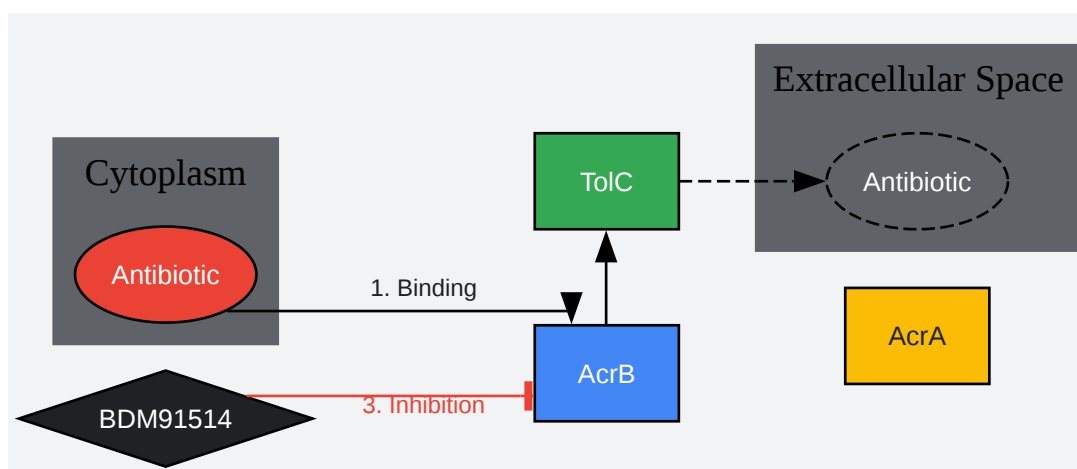 Extracellular Space
Cytoplasm
TolC
Antibiotic
Antibiotic
1. Binding
AcrA
AcrB
3. Inhibition
BDM91514